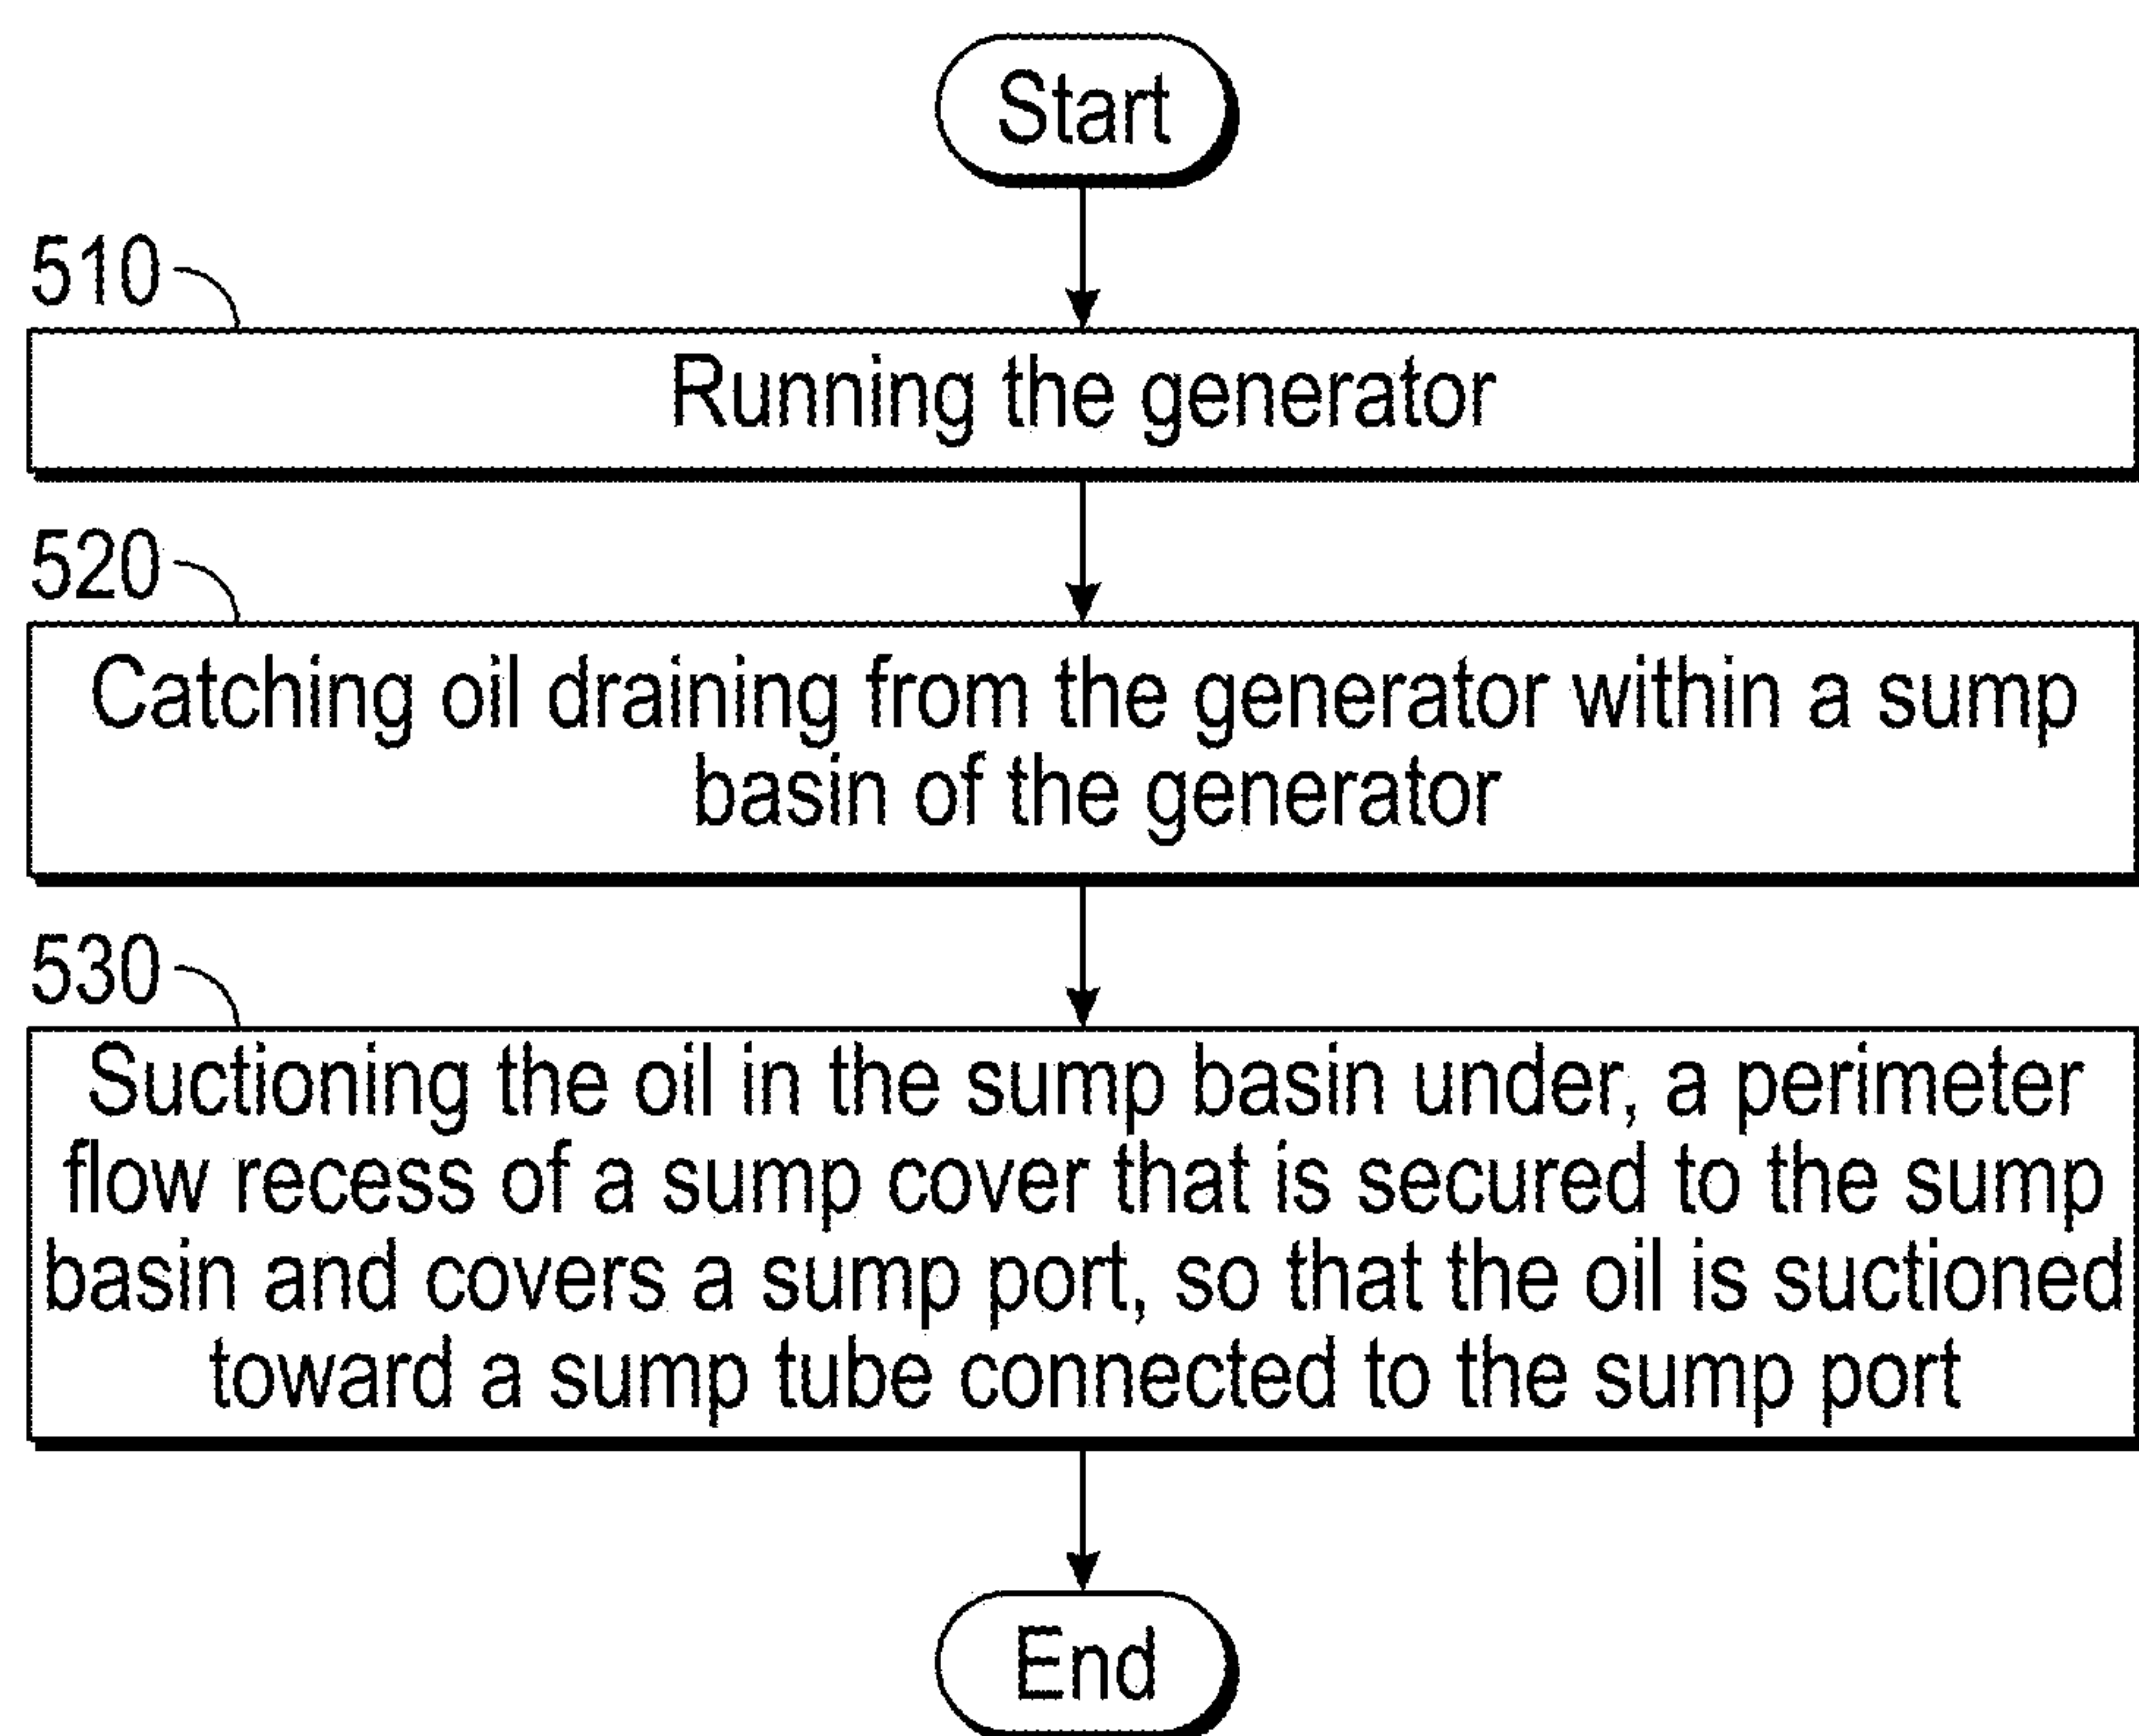 Start
510
Running the generator
520
Catching oil draining from the generator within a sump
basin of the generator
530
Suctioning the oil in the sump basin under, a perimeter
flow recess of a sump cover that is secured to the sump
basin and covers a sump port, so that the oil is suctioned
toward a sump tube connected to the sump port
End